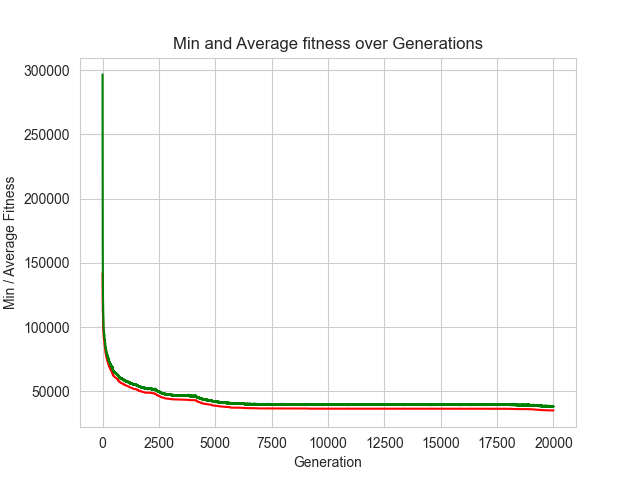 Min and Average fitness over Generations
300000
250000
200000
150000
100000
50000
Min / Average Fitness
0 2500 5000 7500 10000 12500 15000 17500 20000
Generation